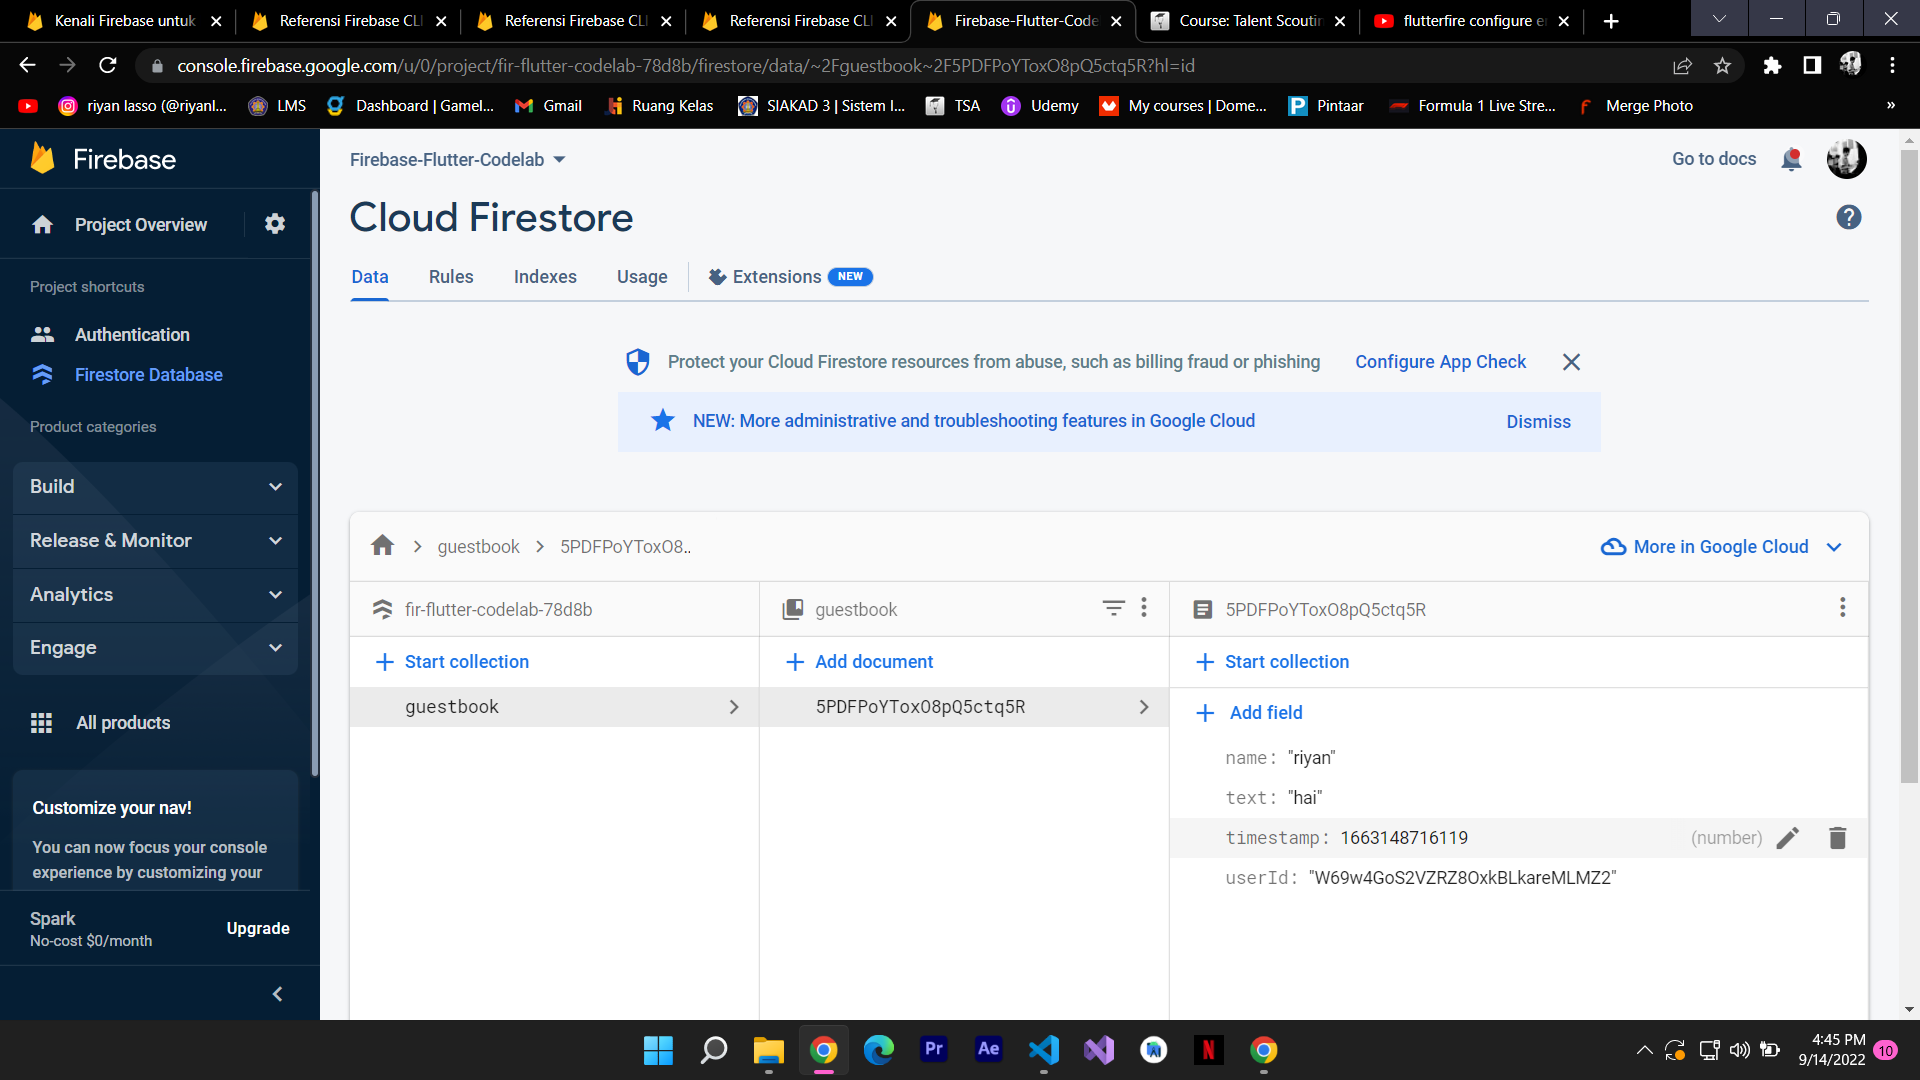 Kenali Firebase untuk
Referensi Firebase CLI
Referensi Firebase CLI
Referensi Firebase CLI
Firebase-Flutter-Code
Course: Talent Scoutin
flutterfire configure er
console.firebase.google.com/u/0/project/fir-flutter-codelab-78d8b/firestore/data/~2Fguestbook~2F5PDFPoYToxO8pQ5ctq5R?hl=id
riyan lasso (@riyanl...
LMS
Dashboard | Gamel...
Gmail
Ruang Kelas
SIAKAD 3 | Sistem I...
TSA
Udemy
My courses | Dome...
Pintaar
Formula 1 Live Stre...
Merge Photo
»
Firebase
Project Overview
Project shortcuts
Authentication
Firestore Database
Product categories
Build
Release & Monitor
Analytics
Engage
All products
Customize your nav!
You can now focus your console
experience by customizing your
Spark
No-cost $0/month
Upgrade
Firebase-Flutter-Codelab
Go to docs
Cloud Firestore
Data
Rules
Indexes
Usage
Extensions
NEW
Protect your Cloud Firestore resources from abuse, such as billing fraud or phishing
Configure App Check
NEW: More administrative and troubleshooting features in Google Cloud
Dismiss
guestbook
5PDFPoYToxO8..
More in Google Cloud
fir-flutter-codelab-78d8b
guestbook
5PDFPoYToxO8pQ5ctq5R
Start collection
Add document
Start collection
guestbook
5PDFPoYToxO8pQ5ctq5R
Add field
name: "riyan"
text: "hai"
timestamp: 1663148716119
(number)
userId: "W69w4GoS2VZRZ8OxkBLkareMLMZ2"
Pr
Ae
N
4:45 PM
9/14/2022
10